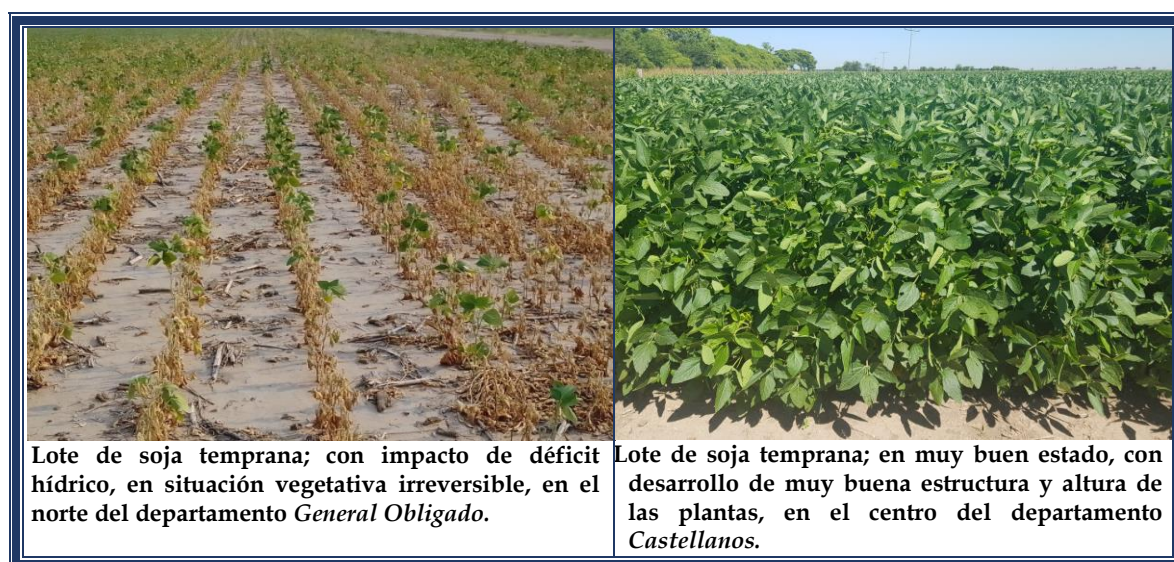 Lote de soja temprana; con impacto de déficit
hídrico, en situación vegetativa irreversible, en el
norte del departamento General Obligado.
Lote de soja temprana; en muy buen estado, con
desarrollo de muy buena estructura y altura de
las plantas, en el centro del departamento
Castellanos.